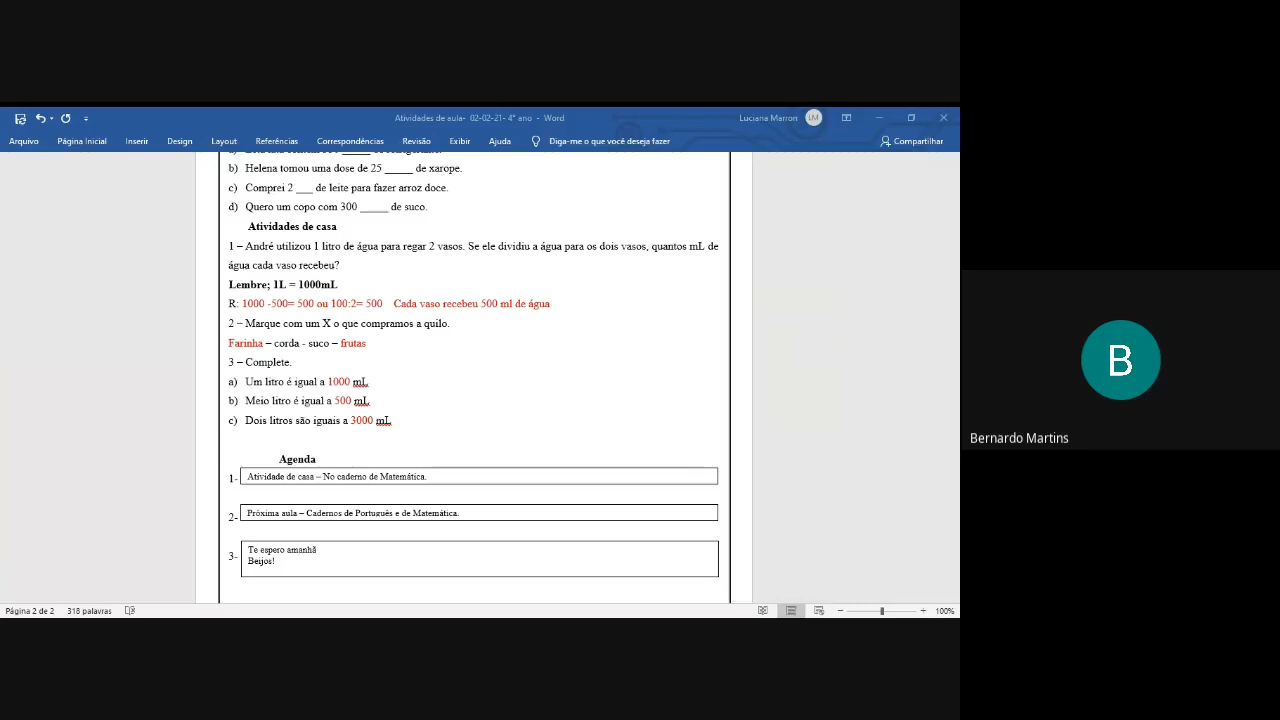 Atividades de aula- 02-02-21- 4º ano - Word
Luciana Marron
LM
Arquivo Página Inicial Inserir Design Layout Referências Correspondências Revisão Exibir Ajuda Diga-me o que você deseja fazer Compartilhar
b) Helena tomou uma dose de 25 _____ de xarope.
c) Comprei 2 ___ de leite para fazer arroz doce.
d) Quero um copo com 300 _____ de suco.
Atividades de casa
1 – André utilizou 1 litro de água para regar 2 vasos. Se ele dividiu a água para os dois vasos, quantos mL de
água cada vaso recebeu?
Lembre; 1L = 1000mL
R: 1000 -500= 500 ou 100:2= 500 Cada vaso recebeu 500 ml de água
2 – Marque com um X o que compramos a quilo.
Farinha – corda - suco – frutas
3 – Complete.
a) Um litro é igual a 1000 mL
b) Meio litro é igual a 500 mL
c) Dois litros são iguais a 3000 mL
Agenda
1- Atividade de casa – No caderno de Matemática.
2- Próxima aula – Cadernos de Português e de Matemática.
3- Te espero amanhã
Beijos!
Página 2 de 2 318 palavras
100%
B
Bernardo Martins